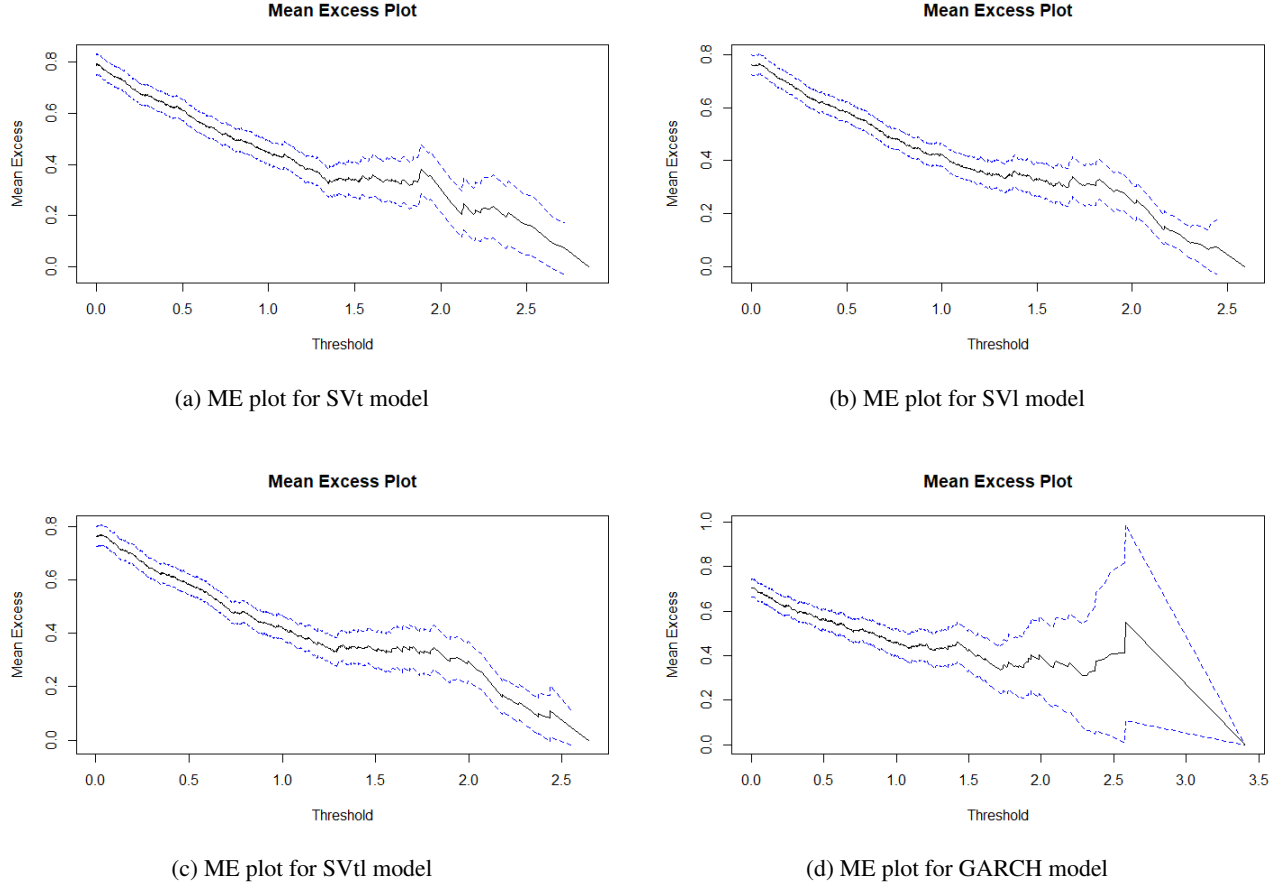 Mean Excess Plot
Mean Excess
0.0 0.2 0.4 0.6 0.8
0.0 0.5 1.0 1.5 2.0 2.5
Threshold
(a) ME plot for SVt model
Mean Excess Plot
Mean Excess
0.0 0.2 0.4 0.6 0.8
0.0 0.5 1.0 1.5 2.0 2.5
Threshold
(b) ME plot for SVl model
Mean Excess Plot
Mean Excess
0.0 0.2 0.4 0.6 0.8
0.0 0.5 1.0 1.5 2.0 2.5
Threshold
(c) ME plot for SVtl model
Mean Excess Plot
Mean Excess
0.0 0.2 0.4 0.6 0.8 1.0
0.0 0.5 1.0 1.5 2.0 2.5 3.0 3.5
Threshold
(d) ME plot for GARCH model